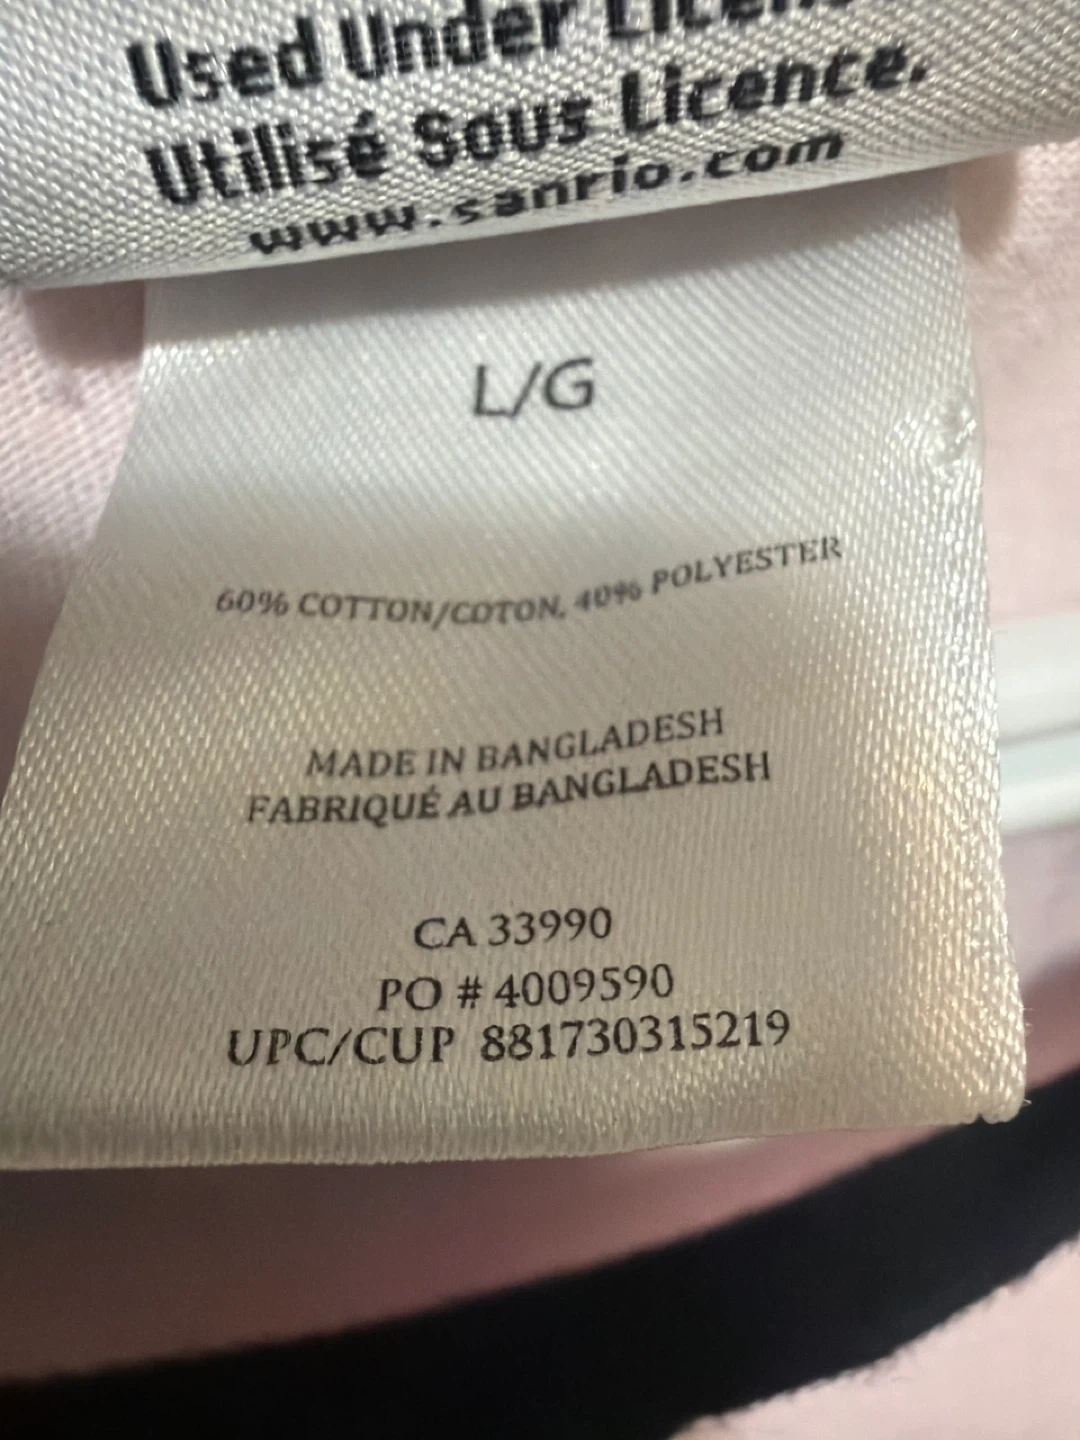 Used Under Licen
Utilisé Sous Licence.
www.sanrio.com
L/G
60% COTTON/COTON, 40% POLYESTER
MADE IN BANGLADESH
FABRIQUÉ AU BANGLADESH
CA 33990
PO # 4009590
UPC/CUP 881730315219